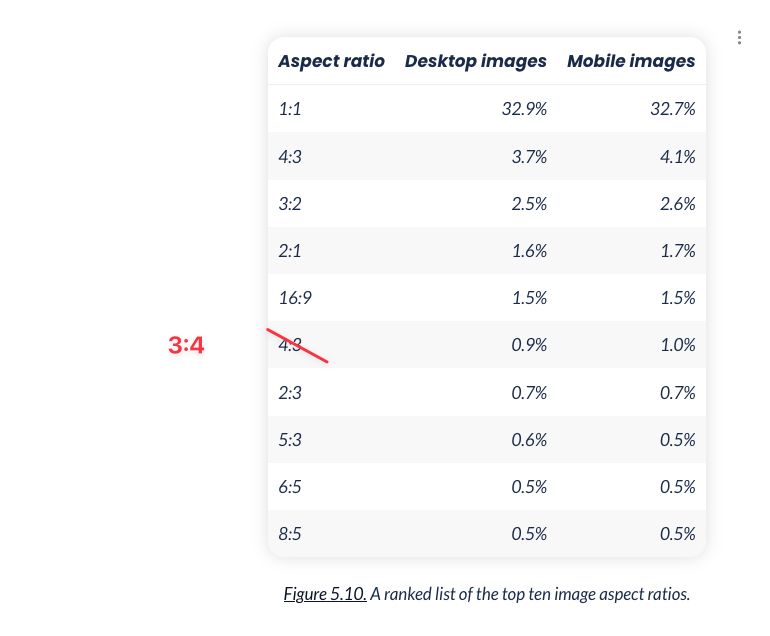 Aspect ratio Desktop images Mobile images
1:1 32.9% 32.7%
4:3 3.7% 4.1%
3:2 2.5% 2.6%
2:1 1.6% 1.7%
16:9 1.5% 1.5%
3:4 4:3 0.9% 1.0%
2:3 0.7% 0.7%
5:3 0.6% 0.5%
6:5 0.5% 0.5%
8:5 0.5% 0.5%
Figure 5.10. A ranked list of the top ten image aspect ratios.